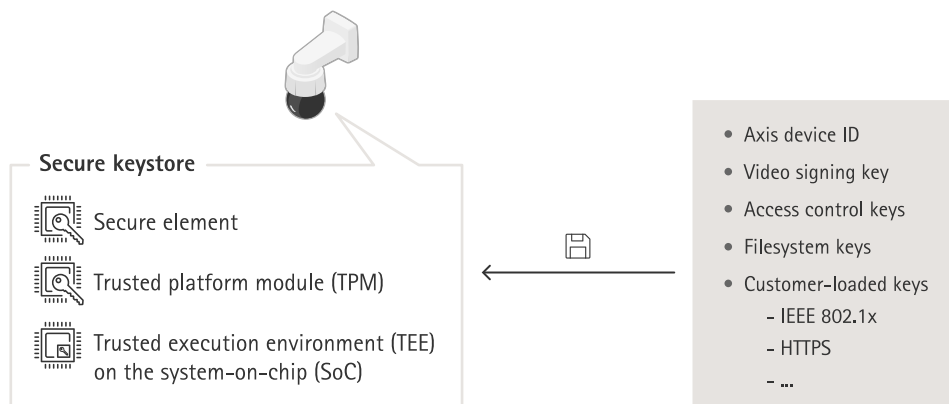 Secure keystore
Secure element
Trusted platform module (TPM)
Trusted execution environment (TEE)
on the system-on-chip (SoC)
• Axis device ID
• Video signing key
• Access control keys
• Filesystem keys
• Customer-loaded keys
- IEEE 802.1x
- HTTPS
- ...